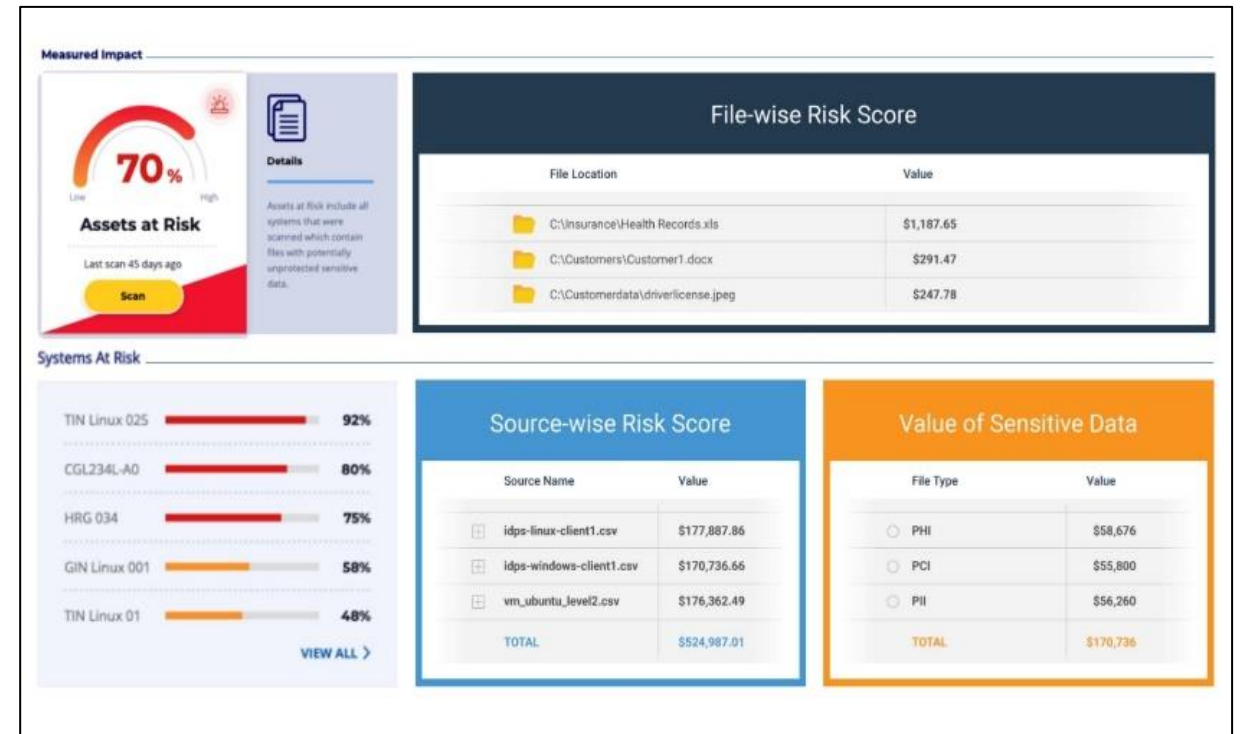 Measured Impact
70%
Low High
Assets at Risk
Last scan 45 days ago
Scan
Details
Assets at Risk include all
systems that were
scanned which contain
files with potentially
unprotected sensitive
data.
File-wise Risk Score
File Location Value
C:\Insurance\Health Records.xls $1,187.65
C:\Customers\Customer1.docx $291.47
C:\Customerdata\driverlicense.jpeg $247.78
Systems At Risk
TIN Linux 025 92%
CGL234L-A0 80%
HRG 034 75%
GIN Linux 001 58%
TIN Linux 01 48%
VIEW ALL >
Source-wise Risk Score
Source Name Value
idps-linux-client1.csv $177,887.86
idps-windows-client1.csv $170,736.66
vm_ubuntu_level2.csv $176,362.49
TOTAL $524,987.01
Value of Sensitive Data
File Type Value
PHI $58,676
PCI $55,800
PII $56,260
TOTAL $170,736